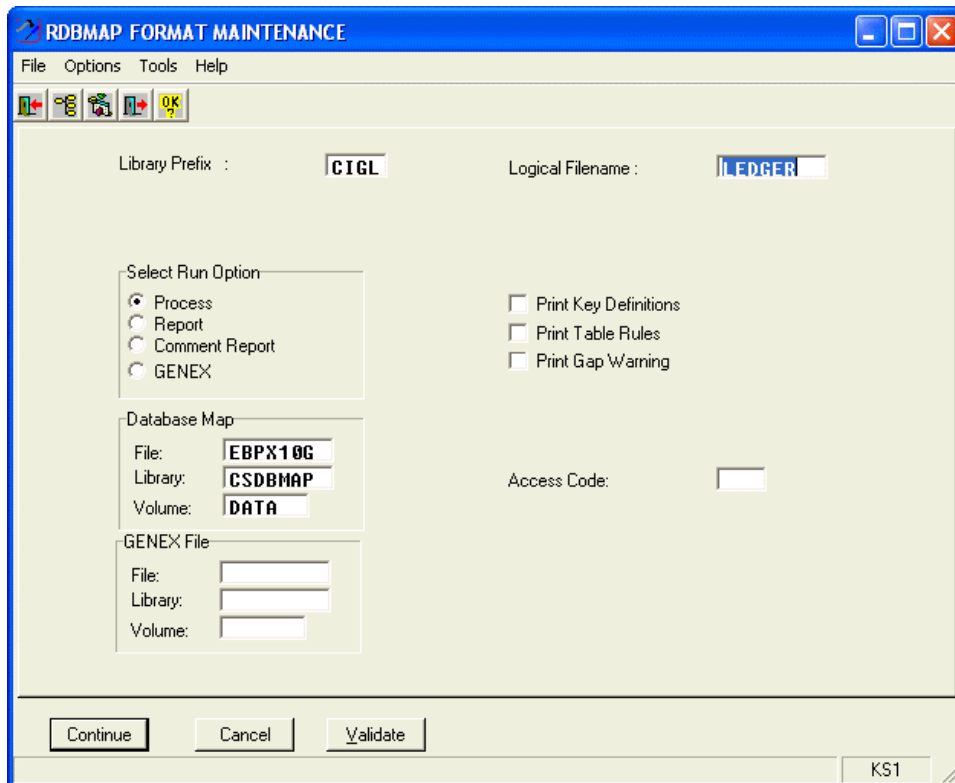 RDBMAP FORMAT MAINTENANCE
File Options Tools Help
OK ?
Library Prefix : CIGL Logical Filename : LEDGER
Select Run Option
Process
Report
Comment Report
GENEX
Print Key Definitions
Print Table Rules
Print Gap Warning
Database Map
File: EBPX10G
Library: CSDBMAP
Volume: DATA
Access Code:
GENEX File
File:
Library:
Volume:
Continue Cancel Validate
KS1